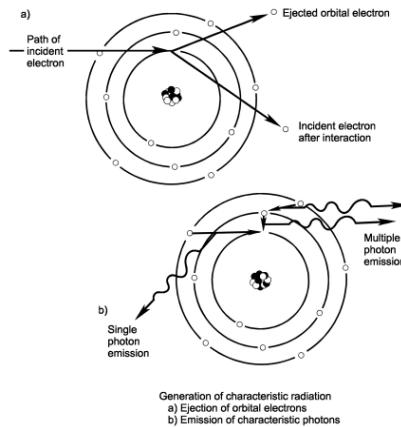 a)
Ejected orbital electron
Path of
incident
electron
Incident electron
after interaction
Multiple
photon
emission
b)
Single
photon
emission
Generation of characteristic radiation
a) Ejection of orbital electrons
b) Emission of characteristic photons